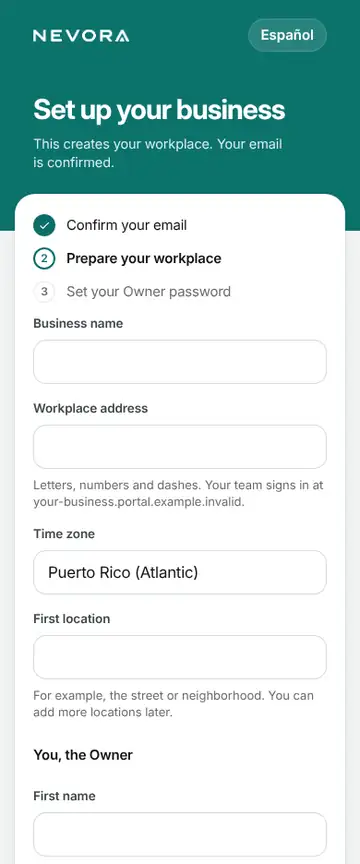 NEVORA
Español
Set up your business
This creates your workplace. Your email
is confirmed.
Confirm your email
2
Prepare your workplace
3
Set your Owner password
Business name
Workplace address
Letters, numbers and dashes. Your team signs in at
your-business.portal.example.invalid.
Time zone
Puerto Rico (Atlantic)
First location
For example, the street or neighborhood. You can
add more locations later.
You, the Owner
First name